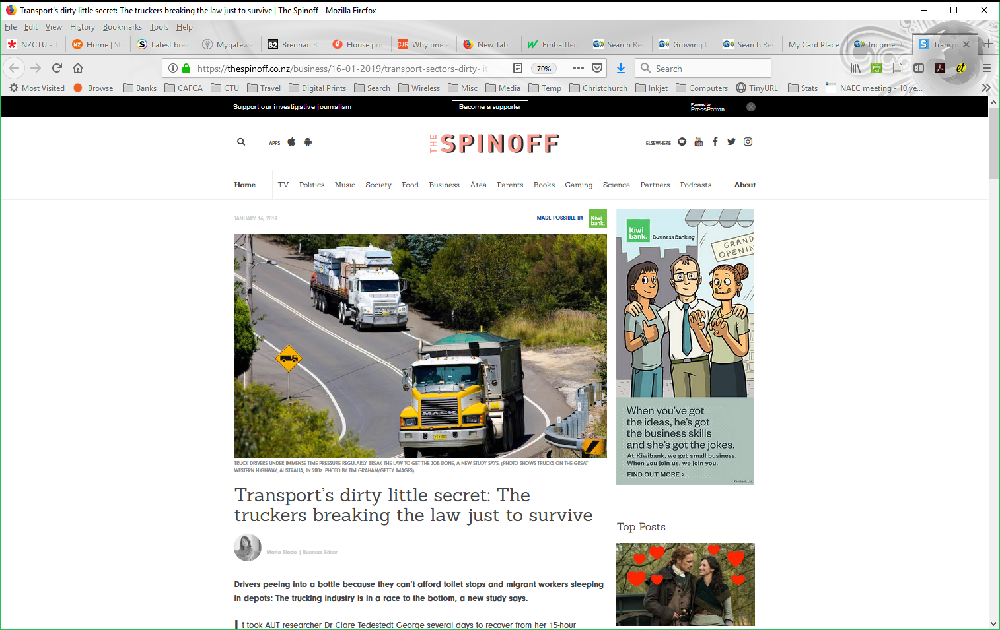 Transport's dirty little secret: The truckers breaking the law just to survive | The Spinoff - Mozilla Firefox
File Edit View History Bookmarks Tools Help
NZCTU - T
Home | St
Latest brea
Mygatewa
Brennan B
House pri
Why one e
New Tab
Embattled
Search Res
Growing U
Search Res
My Card Place
Income D
Transp
https://thespinoff.co.nz/business/16-01-2019/transport-sectors-dirty-lit
70%
Search
Most Visited Browse Banks CAFCA CTU Travel Digital Prints Search Wireless Misc Media Temp Christchurch Inkjet Computers TinyURL! Stats NAEC meeting - 10 ye...
Support our investigative journalism
Become a supporter
Powered by
PressPatron
APPS
THE SPINOFF
ELSEWHERE
Home TV Politics Music Society Food Business Ātea Parents Books Gaming Science Partners Podcasts About
JANUARY 16, 2019
MADE POSSIBLE BY
Kiwi
bank.
MACK
TRUCK DRIVERS UNDER IMMENSE TIME PRESSURE REGULARLY BREAK THE LAW TO GET THE JOB DONE, A NEW STUDY SAYS. (PHOTO SHOWS TRUCKS ON THE GREAT
WESTERN HIGHWAY, AUSTRALIA, IN 2007. PHOTO BY TIM GRAHAM/GETTY IMAGES)
Transport's dirty little secret: The
truckers breaking the law just to survive
Maria Slade | Business Editor
Drivers peeing into a bottle because they can't afford toilet stops and migrant workers sleeping
in depots: The trucking industry is in a race to the bottom, a new study says.
It took AUT researcher Dr Clare Tedestedt George several days to recover from her 15-hour
Kiwi
bank.
Business Banking
GRAND
OPENIN
When you've got
the ideas, he's got
the business skills
and she's got the jokes.
At Kiwibank, we get small business.
When you join us, we join you.
FIND OUT MORE >
Kiwibank Ltd.
Top Posts